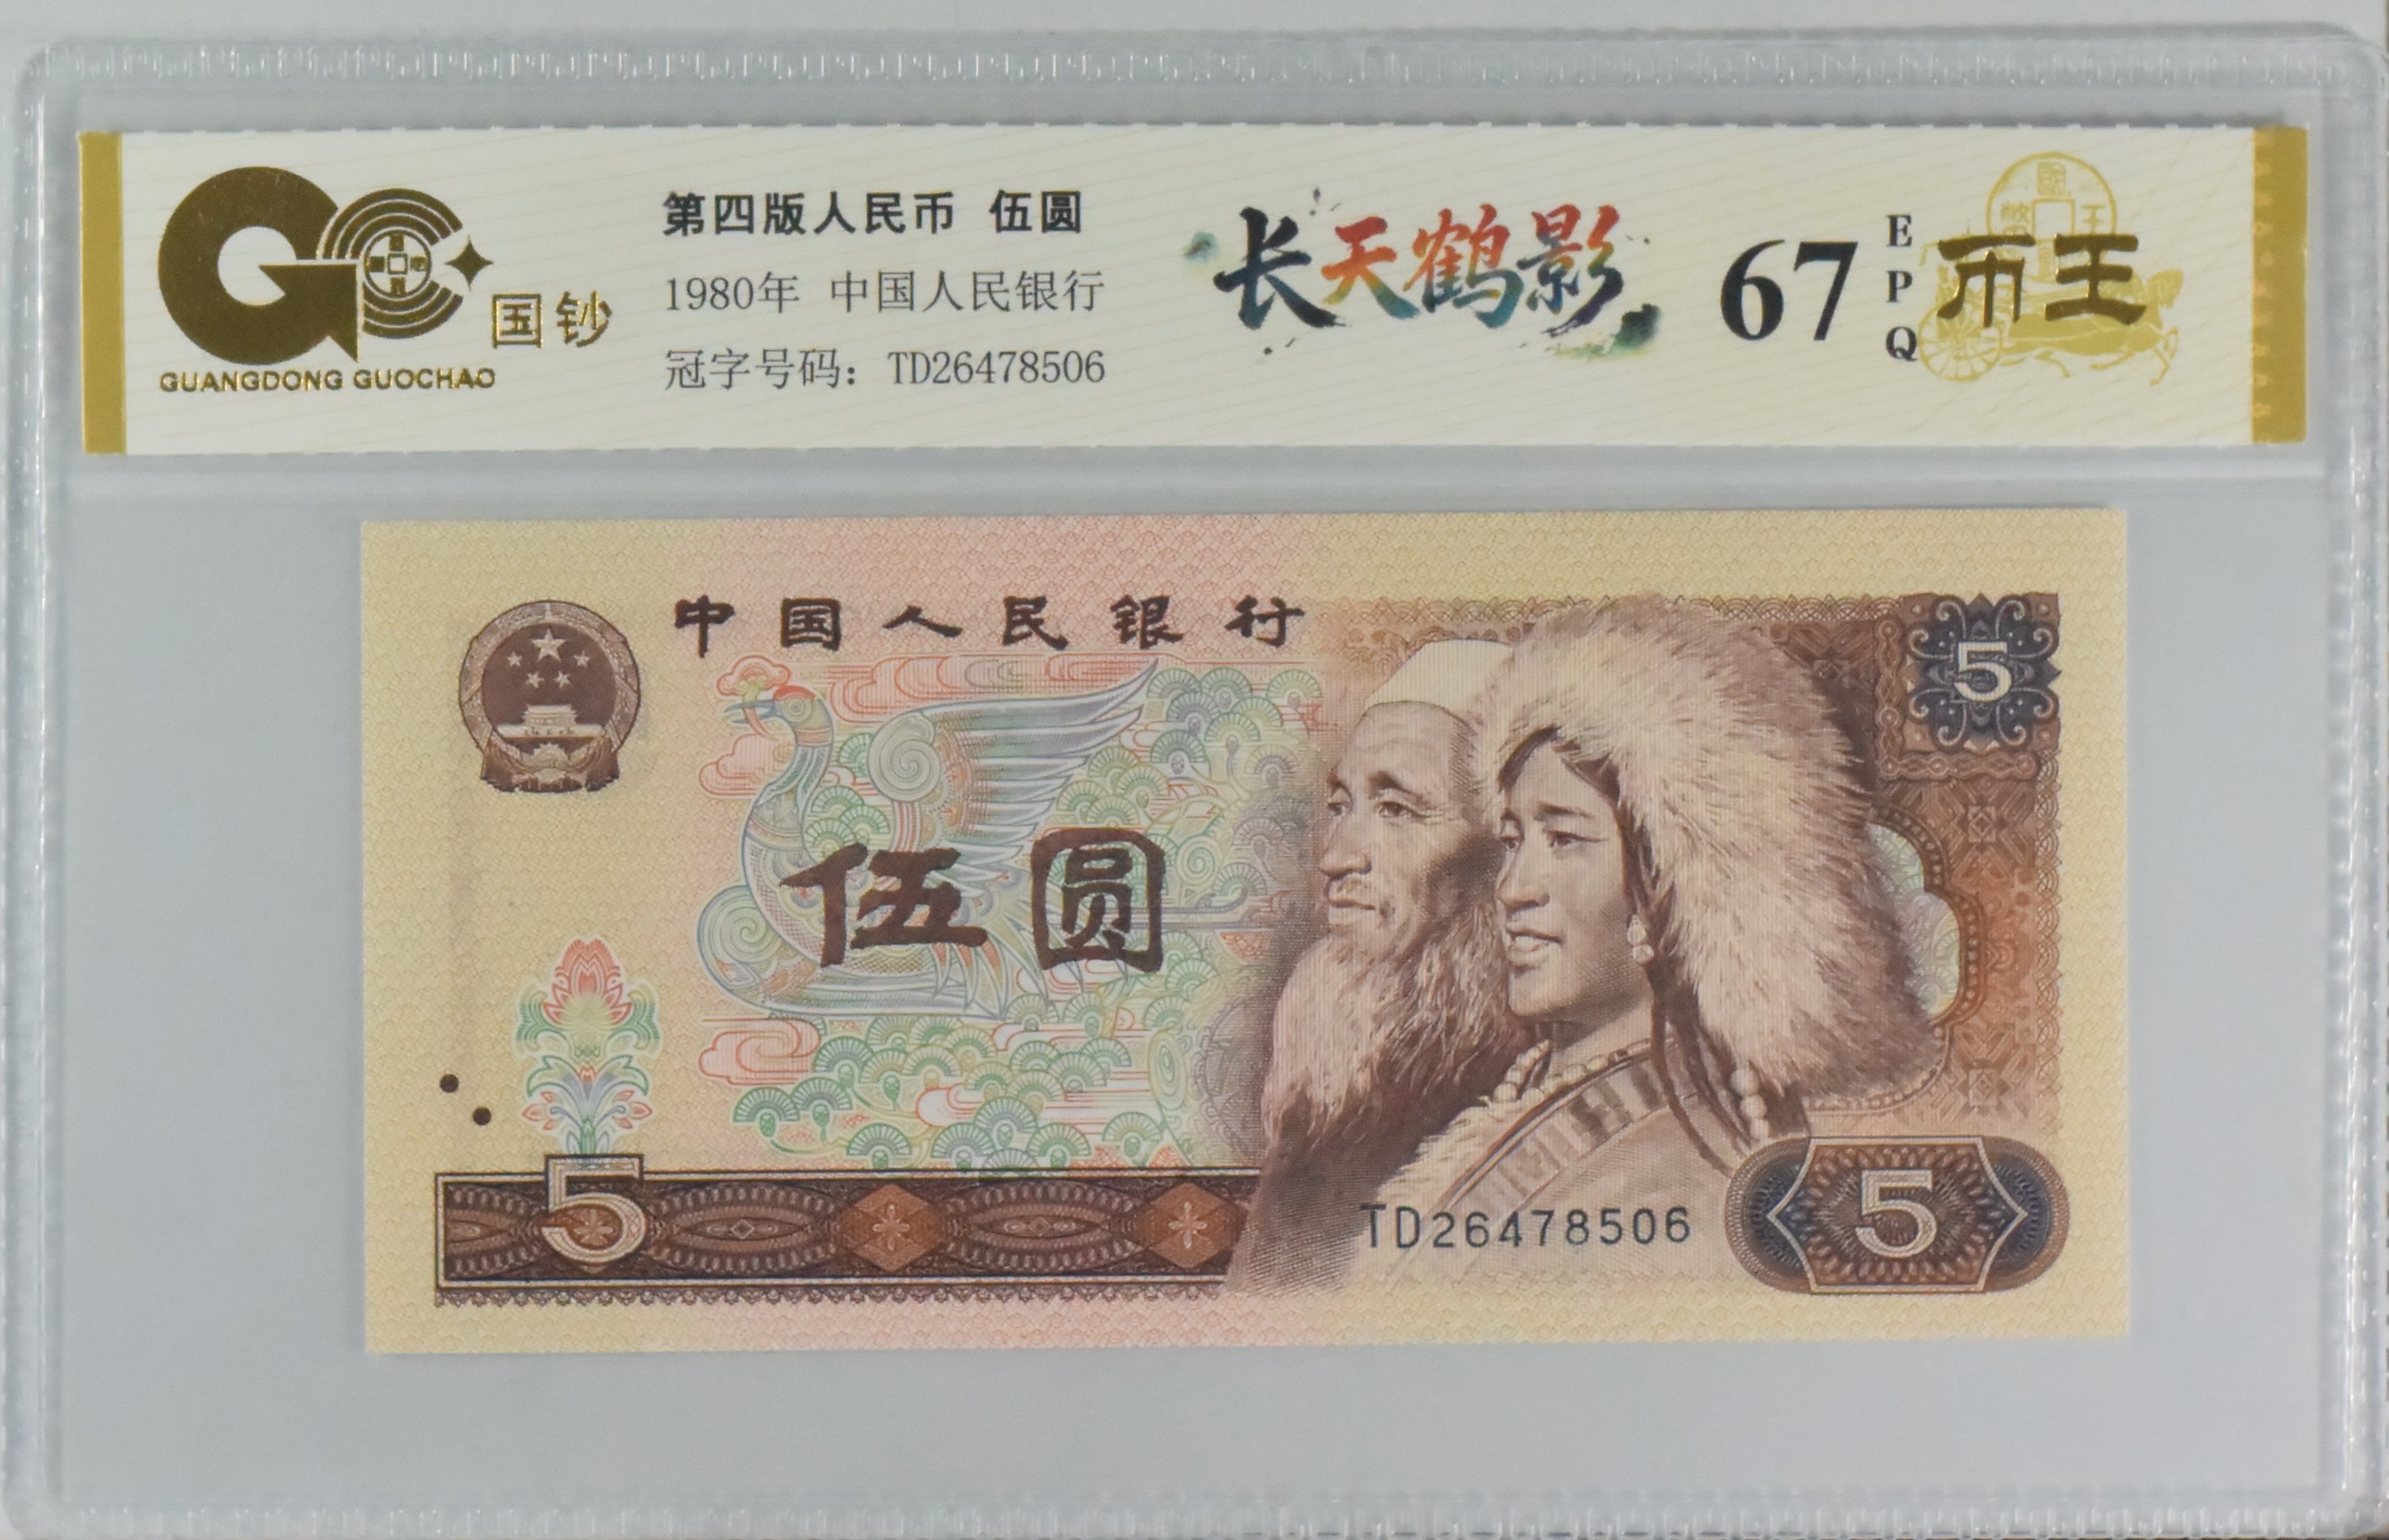 国钞
GUANGDONG GUOCHAO
第四版人民币 伍圆
1980年 中国人民银行
冠字号码：TD26478506
长天鹤影
67
E
P
Q
币王
中国人民银行
5
伍圆
5
TD26478506
5